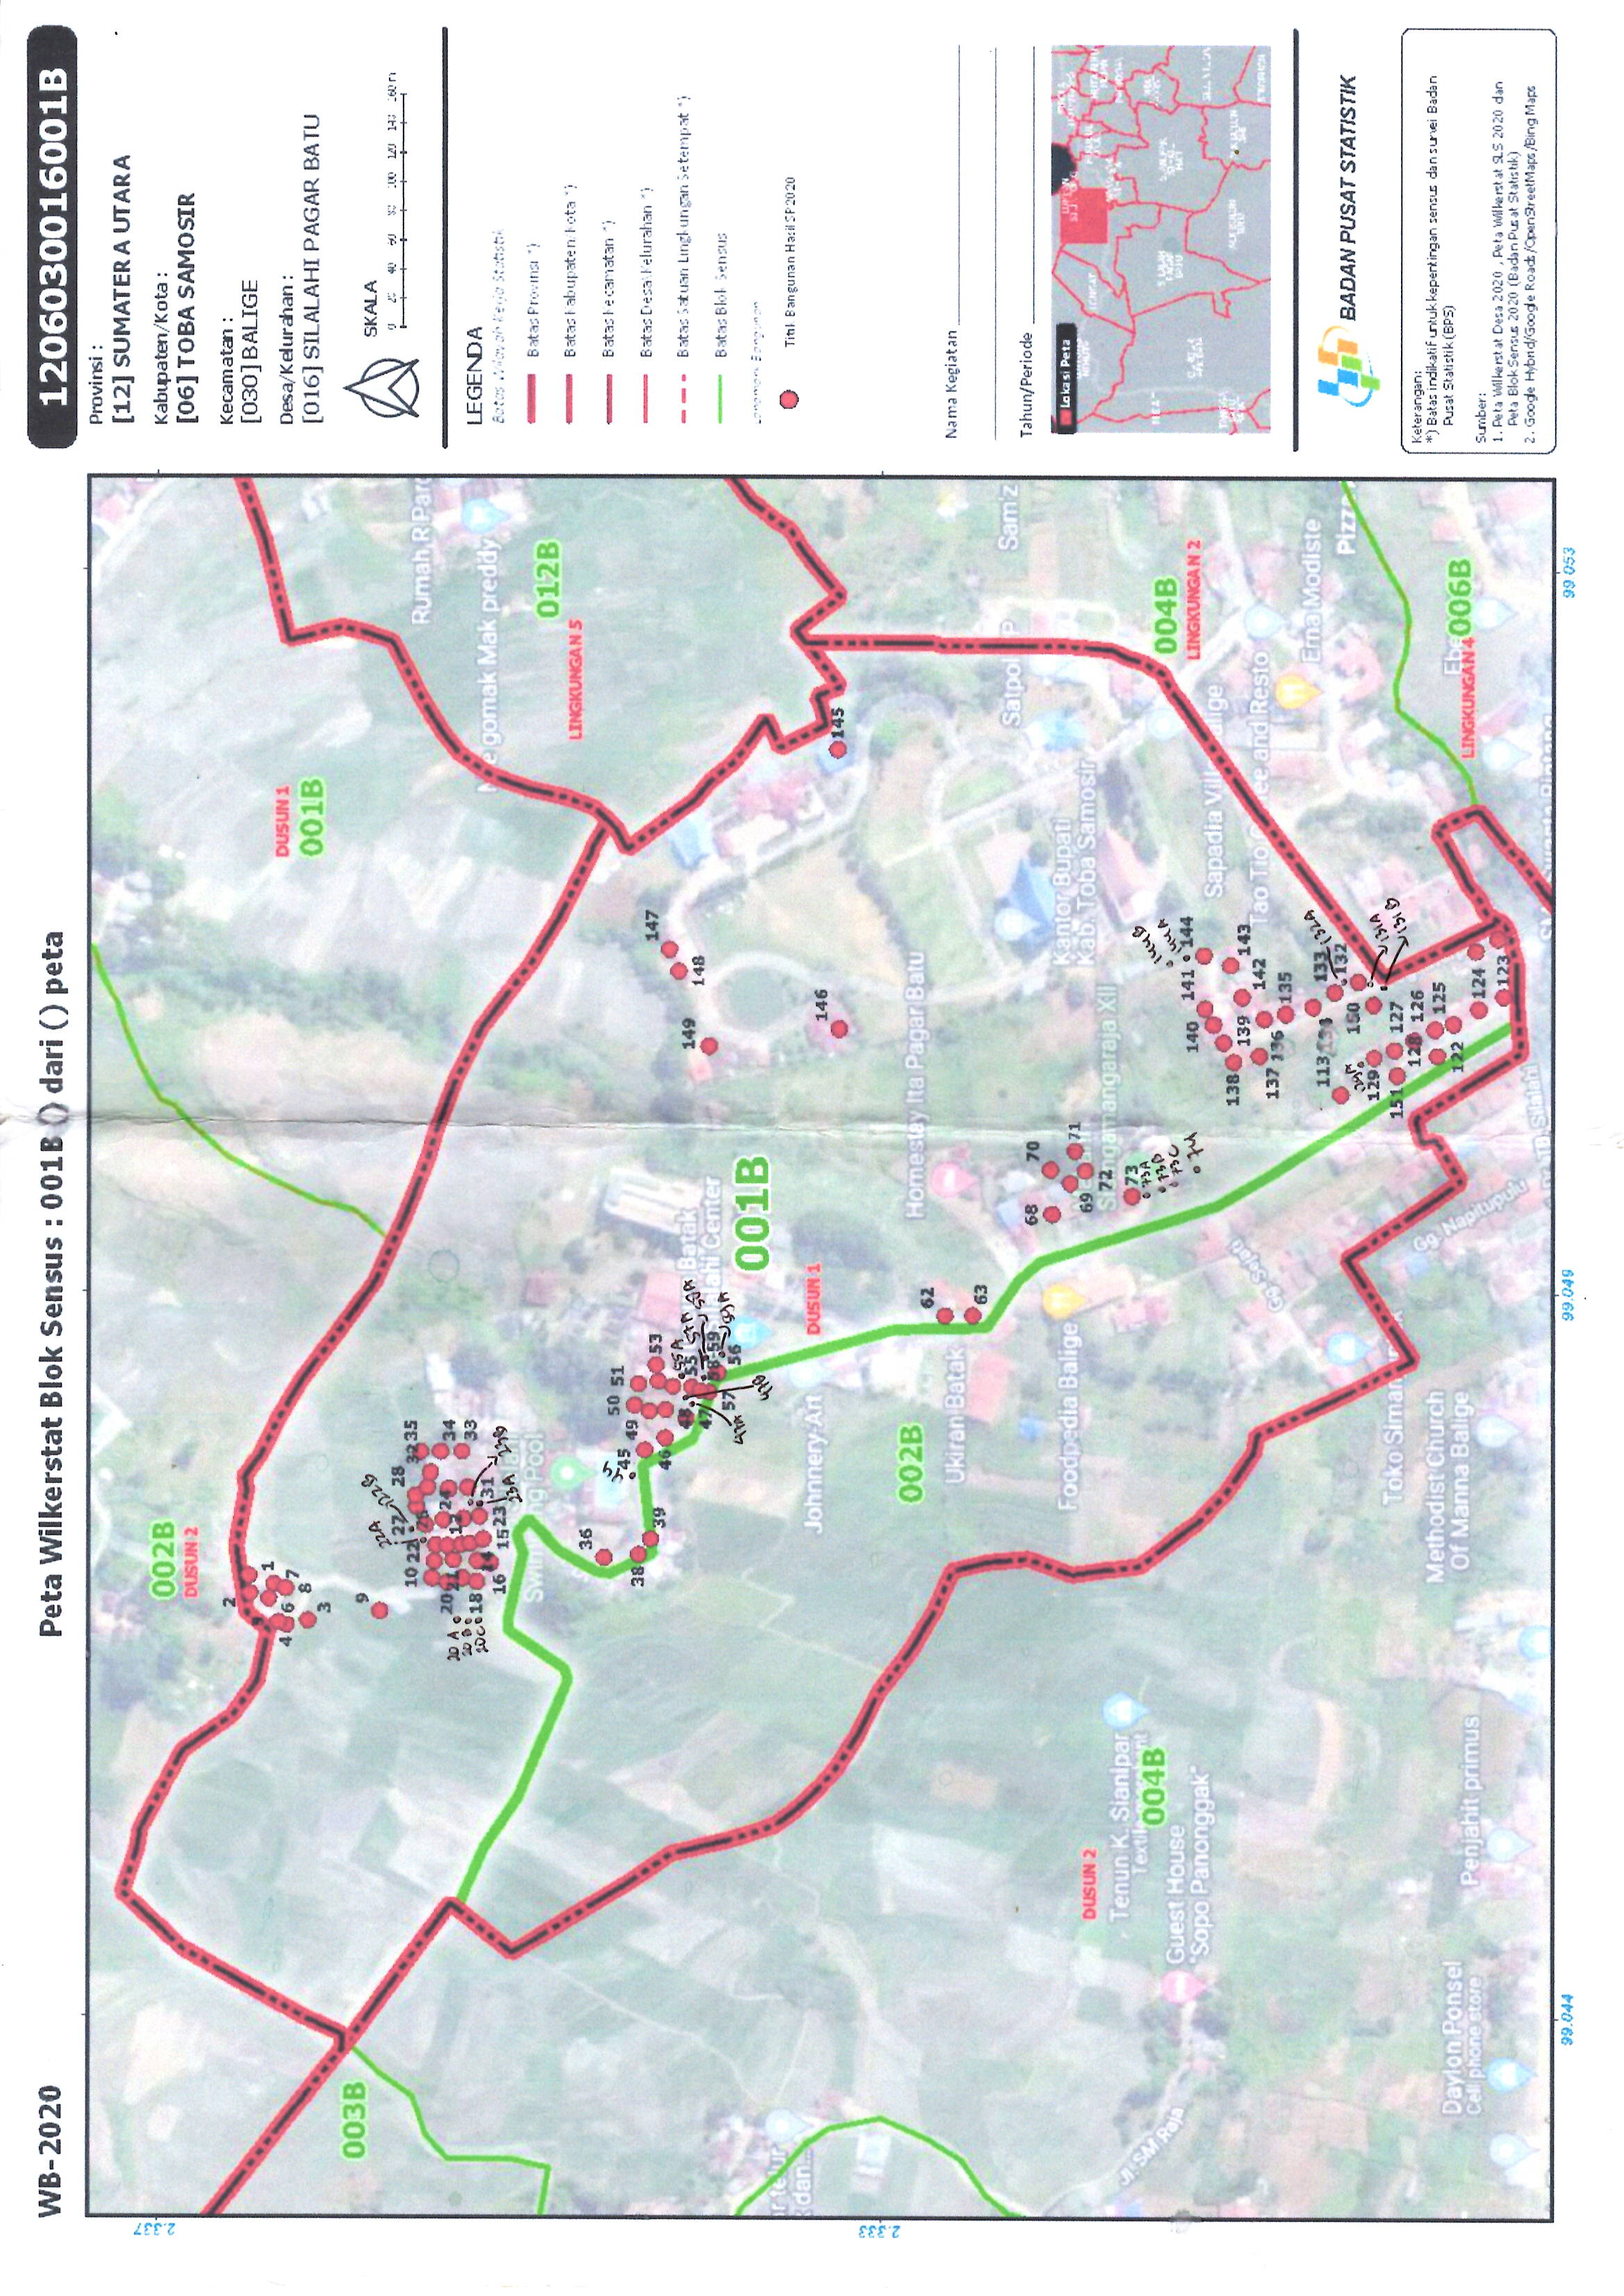 WB-2020
Peta Wilkerstat Blok Sensus : 001B () dari () peta
1206030016001B
Provinsi :
[12] SUMATERA UTARA
Kabupaten/Kota :
[06] TOBA SAMOSIR
Kecamatan :
[030] BALIGE
Desa/Kelurahan :
[016] SILALAHI PAGAR BATU
SKALA
0 20 40 60 80 100 120 140 160 m
LEGENDA
Batas Wilayah Kerja Statistik
Batas Provinsi *)
Batas Kabupaten/Kota *)
Batas Kecamatan *)
Batas Desa/Kelurahan *)
Batas Satuan Lingkungan Setempat *)
Batas Blok Sensus
Landmark Bangunan
Titik Bangunan Hasil SP2020
Nama Kegiatan
Tahun/Periode
Lokasi Peta
BADAN PUSAT STATISTIK
Keterangan:
*) Batas indikatif untuk kepentingan sensus dan survei Badan
Pusat Statistik (BPS)
Sumber:
1. Peta Wilkerstat Desa 2020 , Peta Wilkerstat SLS 2020 dan
Peta Blok Sensus 2020 (Badan Pusat Statistik)
2. Google Hybrid/Google Roads/OpenStreetMaps/Bing Maps
2.337
2.333
99.044
99.049
99.053
002B
DUSUN 2
DUSUN 1
001B
003B
2
1
4
6
7
8
3
9
22A
22B
27
28
10
22
32
35
20
21
24
34
12
33
20 A
20 B
20 C
18
14
31
16
15
23
23A
23B
Swimming Pool
Rumah R Par
gomak Mak preddy
012B
LINGKUNGAN 5
36
38
39
44
45
49
50
51
46
53
48
55A
55
57A
58A
47
58
59
59A
57
56
47A
47B
Batak
Silalahi Center
001B
147
148
149
146
145
Johnnery-Art
DUSUN 1
002B
Ukiran Batak
62
63
Homestay Ita Pagar Batu
Foodpedia Balige
68
70
69
71
72
Sisingamangaraja XII
73
73A
73B
73C
74
Kantor Bupati
Kab. Toba Samosir
Satpol P
Sam'z
DUSUN 2
Tenun K. Sianipar
004B
Guest House
"Sopo Panonggak"
Jl. SM Raja
144B
144A
140
141
144
138
139
143
137
136
142
135
004B
LINGKUNGAN 2
Sapadia Villa Balige
Tao Tio Coffee and Resto
Erna Modiste
Pizza
Gg. Sejati
113
133
132A
132
150
129A
129
131A
131B
151
127
128
126
125
122
124
123
LINGKUNGAN 4
006B
Toko Siman
Methodist Church
Of Manna Balige
Gg. Napitupulu
TB. Silalahi
Daylon Ponsel
Cell phone store
Penjahit primus